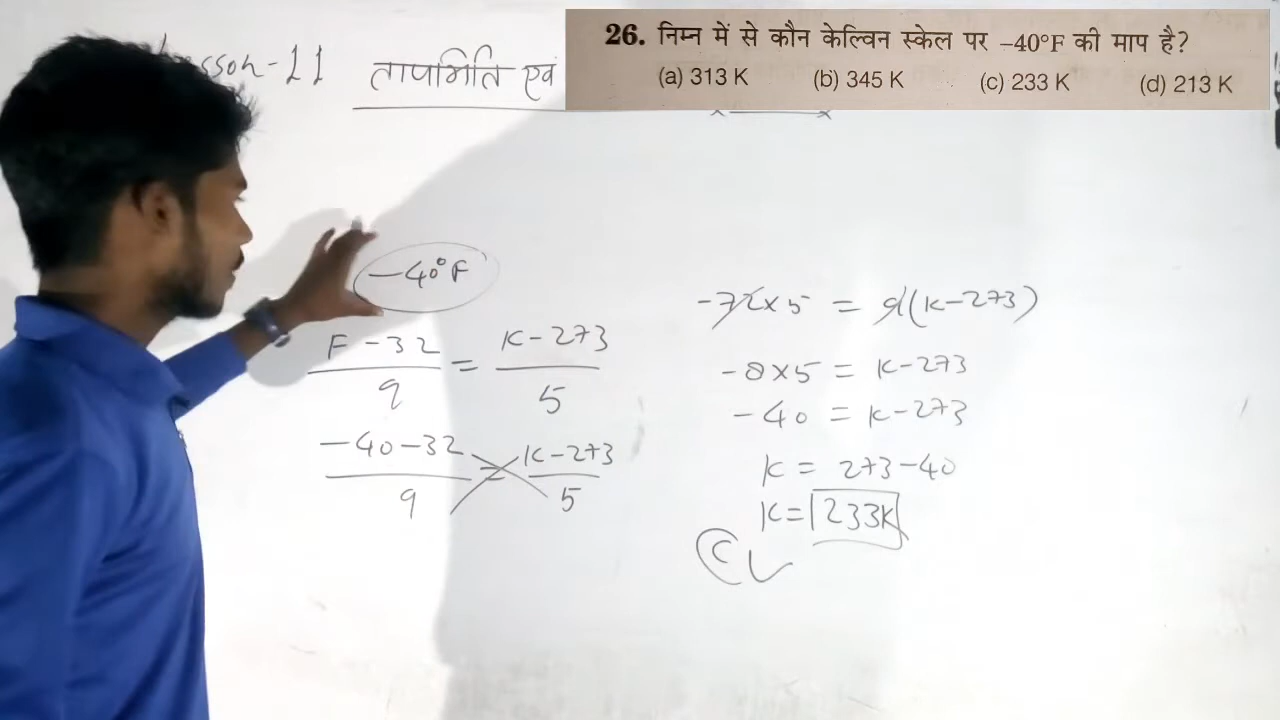 Lesson-11 तापमिति एवं
26. निम्न में से कौन केल्विन स्केल पर -40°F की माप है?
(a) 313 K (b) 345 K (c) 233 K (d) 213 K
-40°F
F-32/9 = K-273/5
-40-32/9 = K-273/5
-72×5 = 9(K-273)
-8×5 = K-273
-40 = K-273
K = 273-40
K = 233K
C